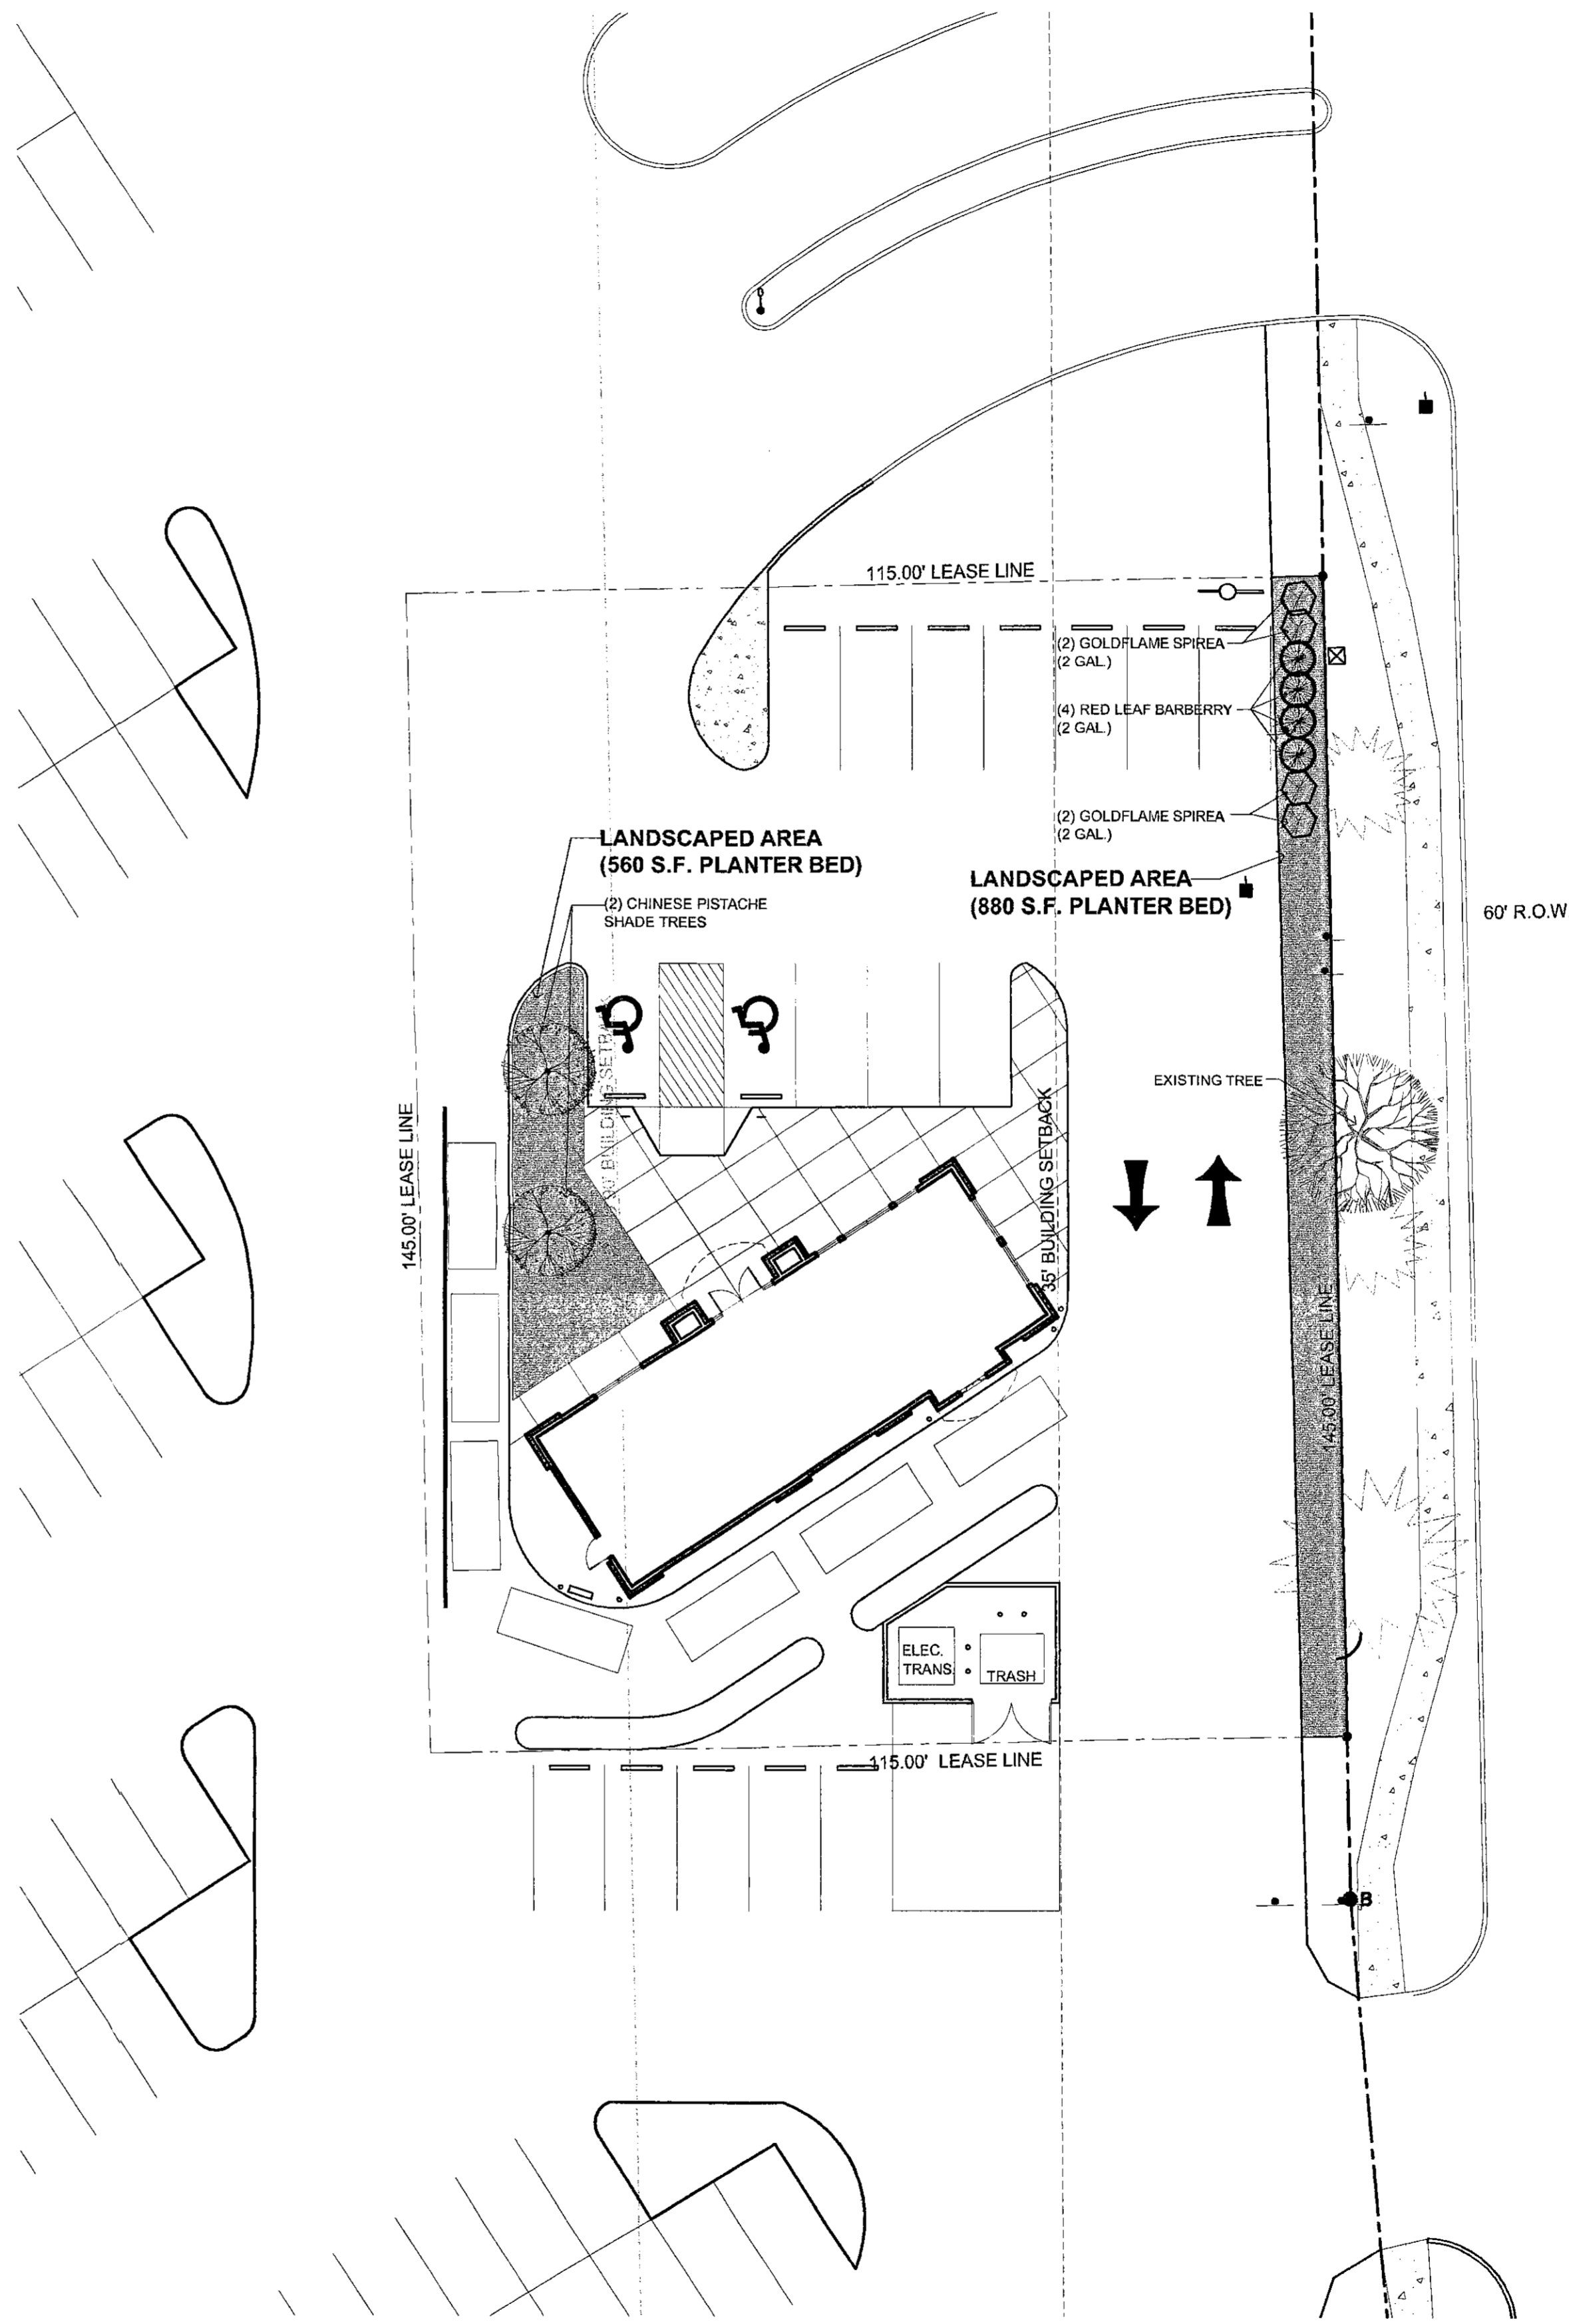 115.00' LEASE LINE
(2) GOLDFLAME SPIREA
(2 GAL.)
(4) RED LEAF BARBERRY
(2 GAL.)
(2) GOLDFLAME SPIREA
(2 GAL.)
LANDSCAPED AREA
(560 S.F. PLANTER BED)
LANDSCAPED AREA
(880 S.F. PLANTER BED)
(2) CHINESE PISTACHE
SHADE TREES
60' R.O.W.
BUILDING SETBACK
EXISTING TREE
145.00' LEASE LINE
35' BUILDING SETBACK
145.00' LEASE LINE
ELEC.
TRANS.
TRASH
115.00' LEASE LINE
B